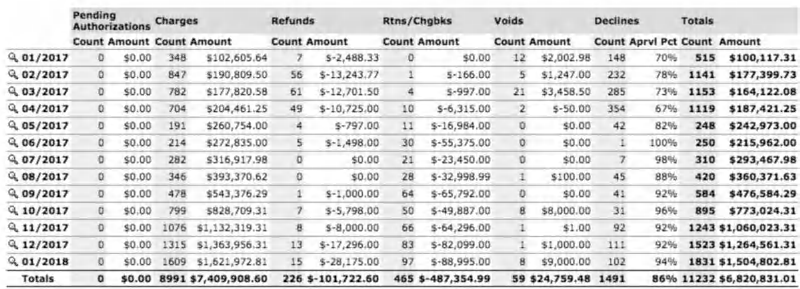 Pending Authorizations Charges Refunds Rtns/Chgbks Voids Declines Totals
Count Amount Count Amount Count Amount Count Amount Count Amount Count Aprvl Pct Count Amount
01/2017 0 $0.00 348 $102,605.64 7 $-2,488.33 0 $0.00 12 $2,002.98 148 70% 515 $100,117.31
02/2017 0 $0.00 847 $190,809.50 56 $-13,243.77 1 $-166.00 5 $1,247.00 232 78% 1141 $177,399.73
03/2017 0 $0.00 782 $177,820.58 61 $-12,701.50 4 $-997.00 21 $3,458.50 285 73% 1153 $164,122.08
04/2017 0 $0.00 704 $204,461.25 49 $-10,725.00 10 $-6,315.00 2 $-50.00 354 67% 1119 $187,421.25
05/2017 0 $0.00 191 $260,754.00 4 $-797.00 11 $-16,984.00 0 $0.00 42 82% 248 $242,973.00
06/2017 0 $0.00 214 $272,835.00 5 $-1,498.00 30 $-55,375.00 0 $0.00 1 100% 250 $215,962.00
07/2017 0 $0.00 282 $316,917.98 0 $0.00 21 $-23,450.00 0 $0.00 7 98% 310 $293,467.98
08/2017 0 $0.00 346 $393,370.62 0 $0.00 28 $-32,998.99 1 $100.00 45 88% 420 $360,371.63
09/2017 0 $0.00 478 $543,376.29 1 $-1,000.00 64 $-65,792.00 0 $0.00 41 92% 584 $476,584.29
10/2017 0 $0.00 799 $828,709.31 7 $-5,798.00 50 $-49,887.00 8 $8,000.00 31 96% 895 $773,024.31
11/2017 0 $0.00 1076 $1,132,319.31 8 $-8,000.00 66 $-64,296.00 1 $1.00 92 92% 1243 $1,060,023.31
12/2017 0 $0.00 1315 $1,363,956.31 13 $-17,296.00 83 $-82,099.00 1 $1,000.00 111 92% 1523 $1,264,561.31
01/2018 0 $0.00 1609 $1,621,972.81 15 $-28,175.00 97 $-88,995.00 8 $9,000.00 102 94% 1831 $1,504,802.81
Totals 0 $0.00 8991 $7,409,908.60 226 $-101,722.60 465 $-487,354.99 59 $24,759.48 1491 86% 11232 $6,820,831.01